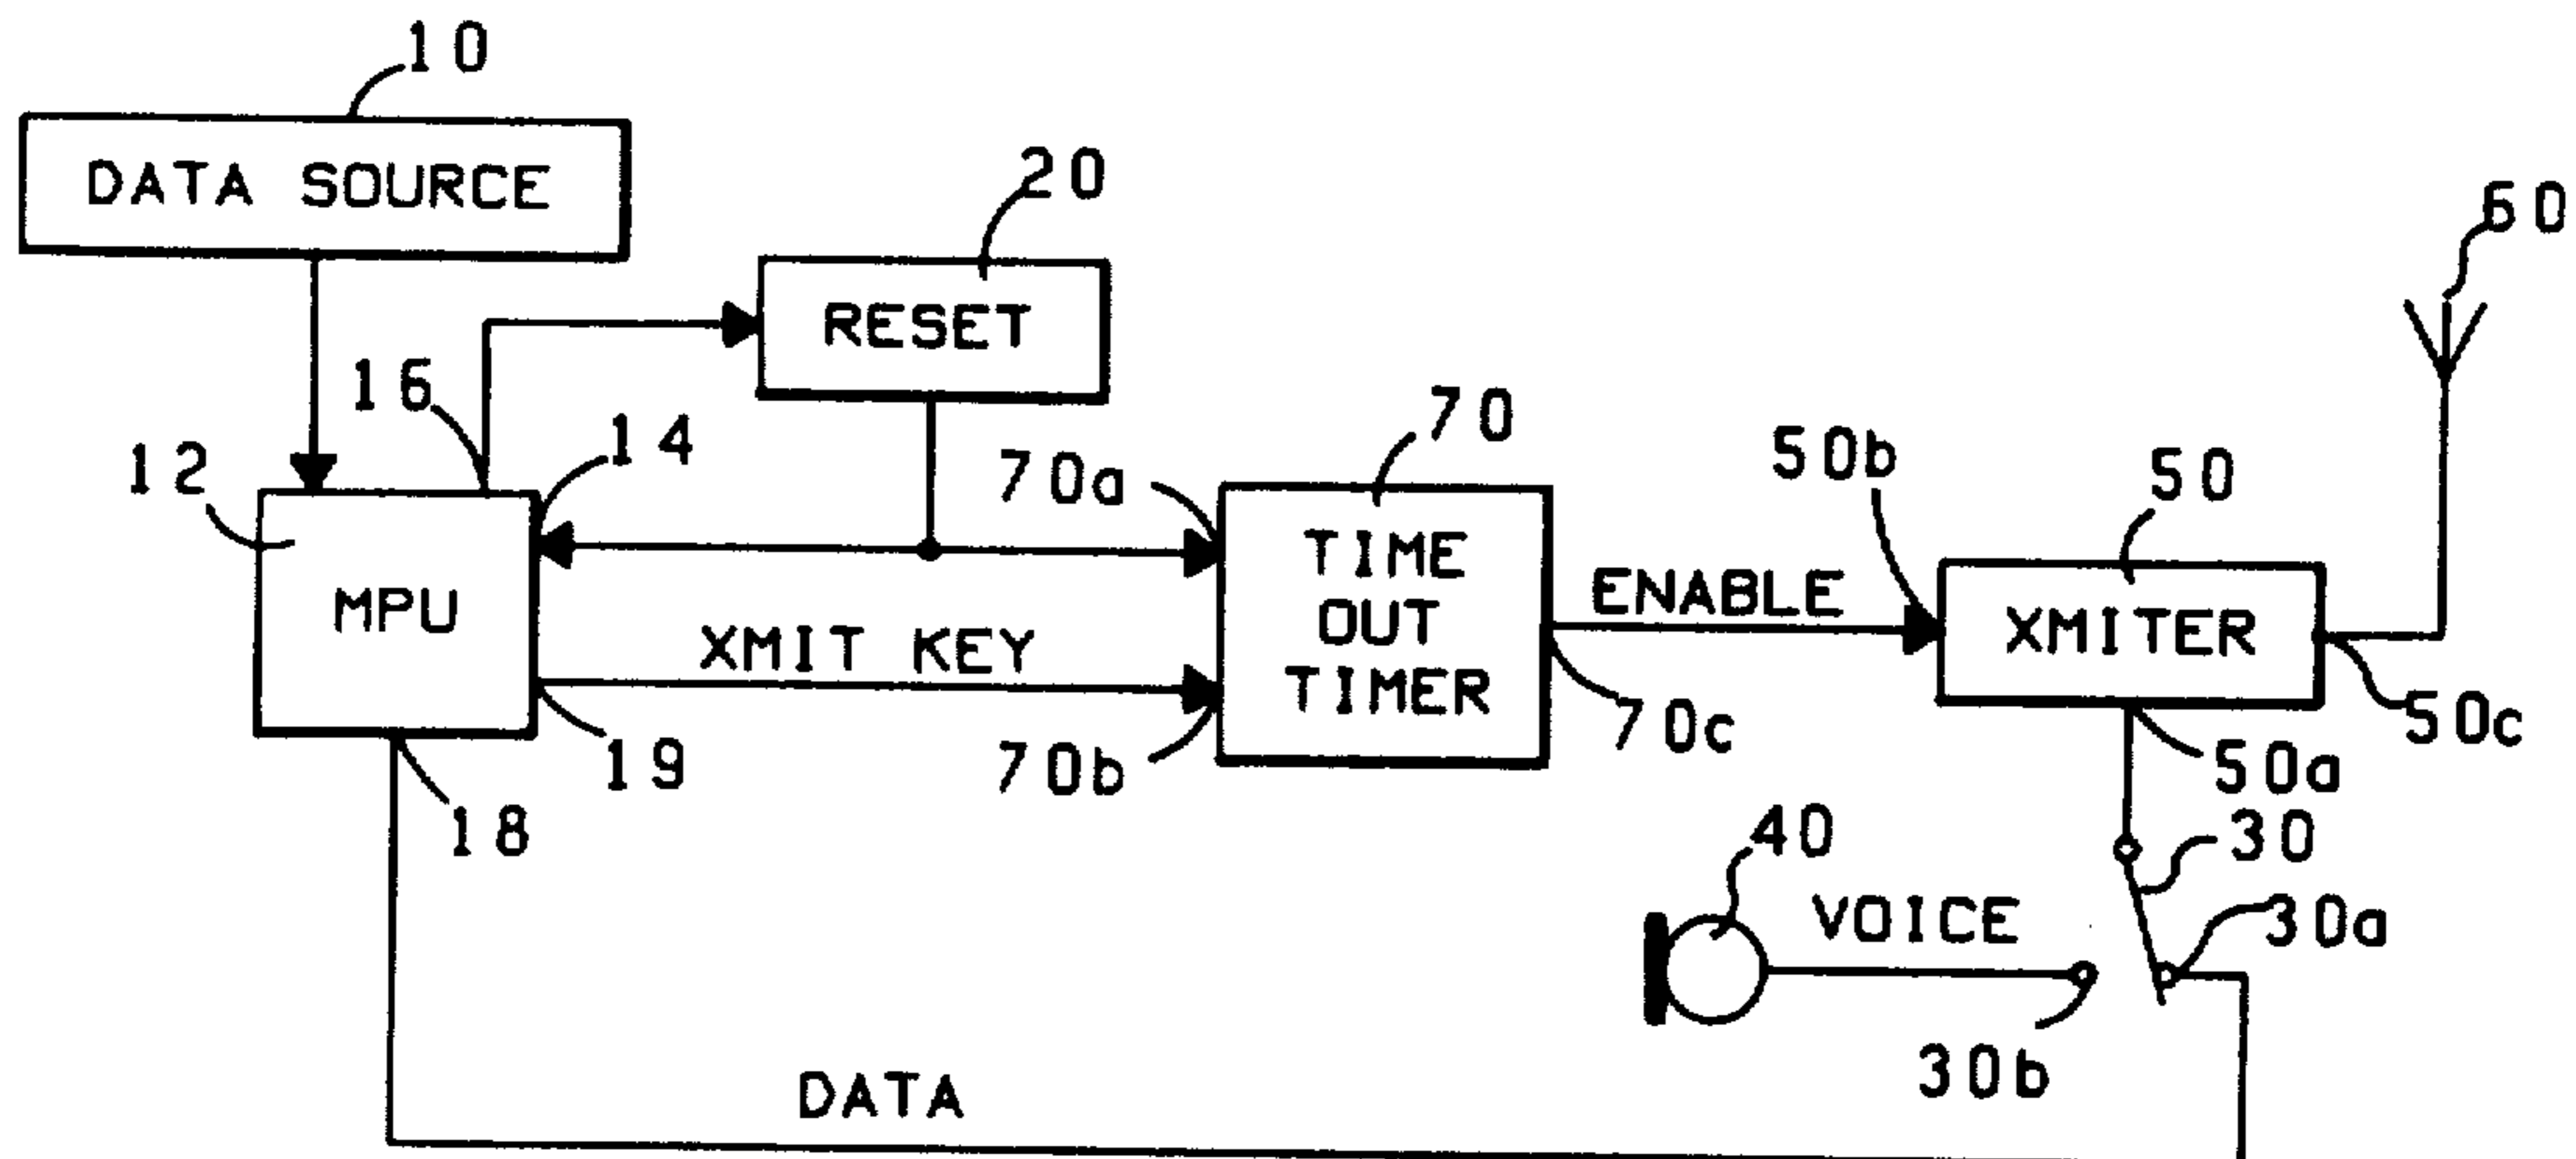 10
DATA SOURCE
20
60
RESET
16
14
12
70
70a
50b
50
TIME
OUT
TIMER
ENABLE
MPU
XMIT KEY
XMITER
19
70b
70c
50c
50a
18
40
30
VOICE
30a
30b
DATA